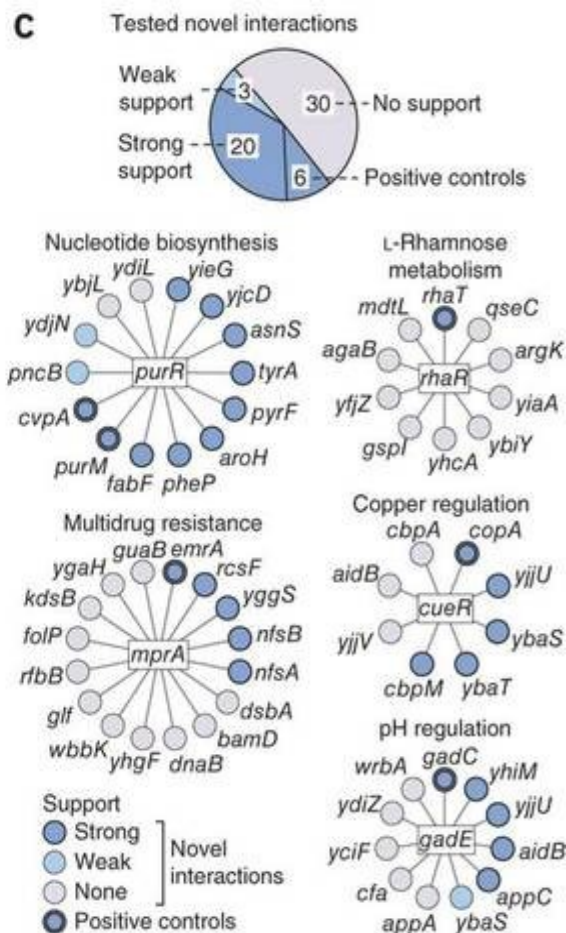 C
Tested novel interactions
Weak support
3
30
No support
Strong support
20
6
Positive controls
Nucleotide biosynthesis
ydiL
yieG
ybjL
yjcD
ydjN
asnS
pncB
purR
tyrA
cvpA
pyrF
purM
aroH
fabF
pheP
L-Rhamnose
metabolism
rhaT
mdtL
qseC
agaB
argK
rhaR
yfjZ
yiaA
gspI
ybiY
yhcA
Multidrug resistance
guaB
emrA
ygaH
rcsF
kdsB
yggS
folP
nfsB
mprA
rfbB
nfsA
glf
dsbA
wbbK
bamD
yhgF
dnaB
Copper regulation
cbpA
copA
aidB
yjjU
cueR
yjjV
ybaS
cbpM
ybaT
pH regulation
gadC
wrbA
yhiM
ydiZ
yjjU
gadE
yciF
aidB
cfa
appC
appA
ybaS
Support
Strong
Weak
None
Novel
interactions
Positive controls